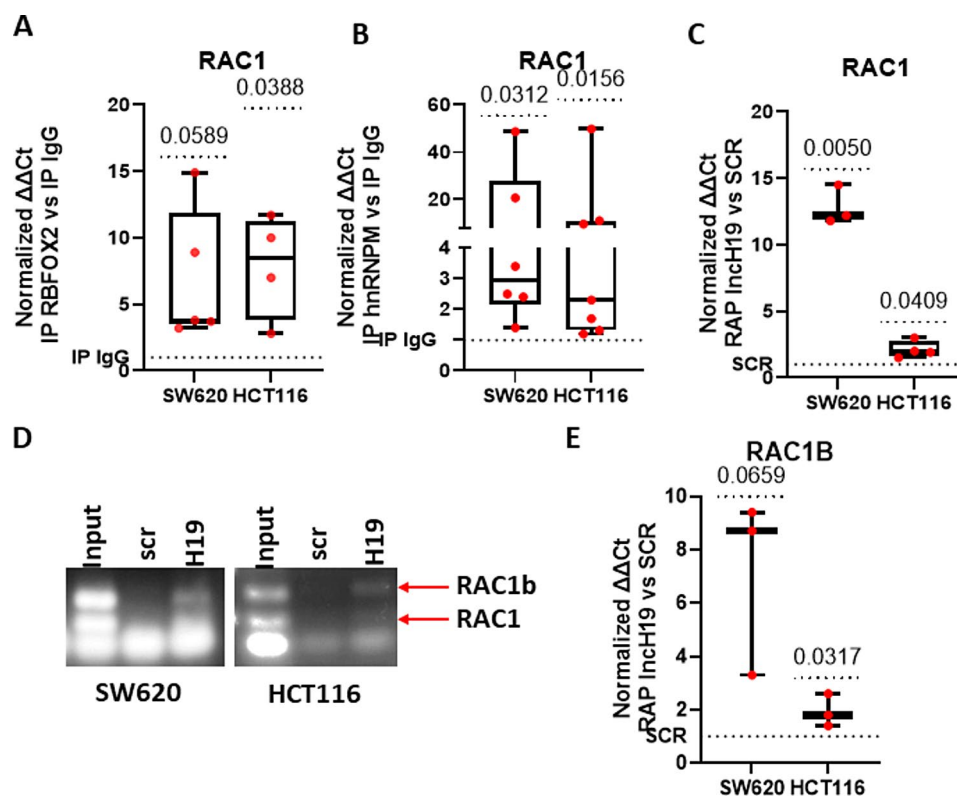 A
RAC1
0.0589
0.0388
Normalized ΔΔCt
IP RBFOX2 vs IP IgG
20
15
10
5
IP IgG
0
SW620 HCT116
B
RAC1
0.0312
0.0156
Normalized ΔΔCt
IP hnRNPM vs IP IgG
60
40
20
4
3
2
1
IP IgG
0
SW620 HCT116
C
RAC1
0.0050
0.0409
Normalized ΔΔCt
RAP lncH19 vs SCR
20
15
10
5
SCR
0
SW620 HCT116
D
Input
scr
H19
Input
scr
H19
RAC1b
RAC1
SW620
HCT116
E
RAC1B
0.0659
0.0317
Normalized ΔΔCt
RAP lncH19 vs SCR
10
8
6
4
2
SCR
0
SW620 HCT116